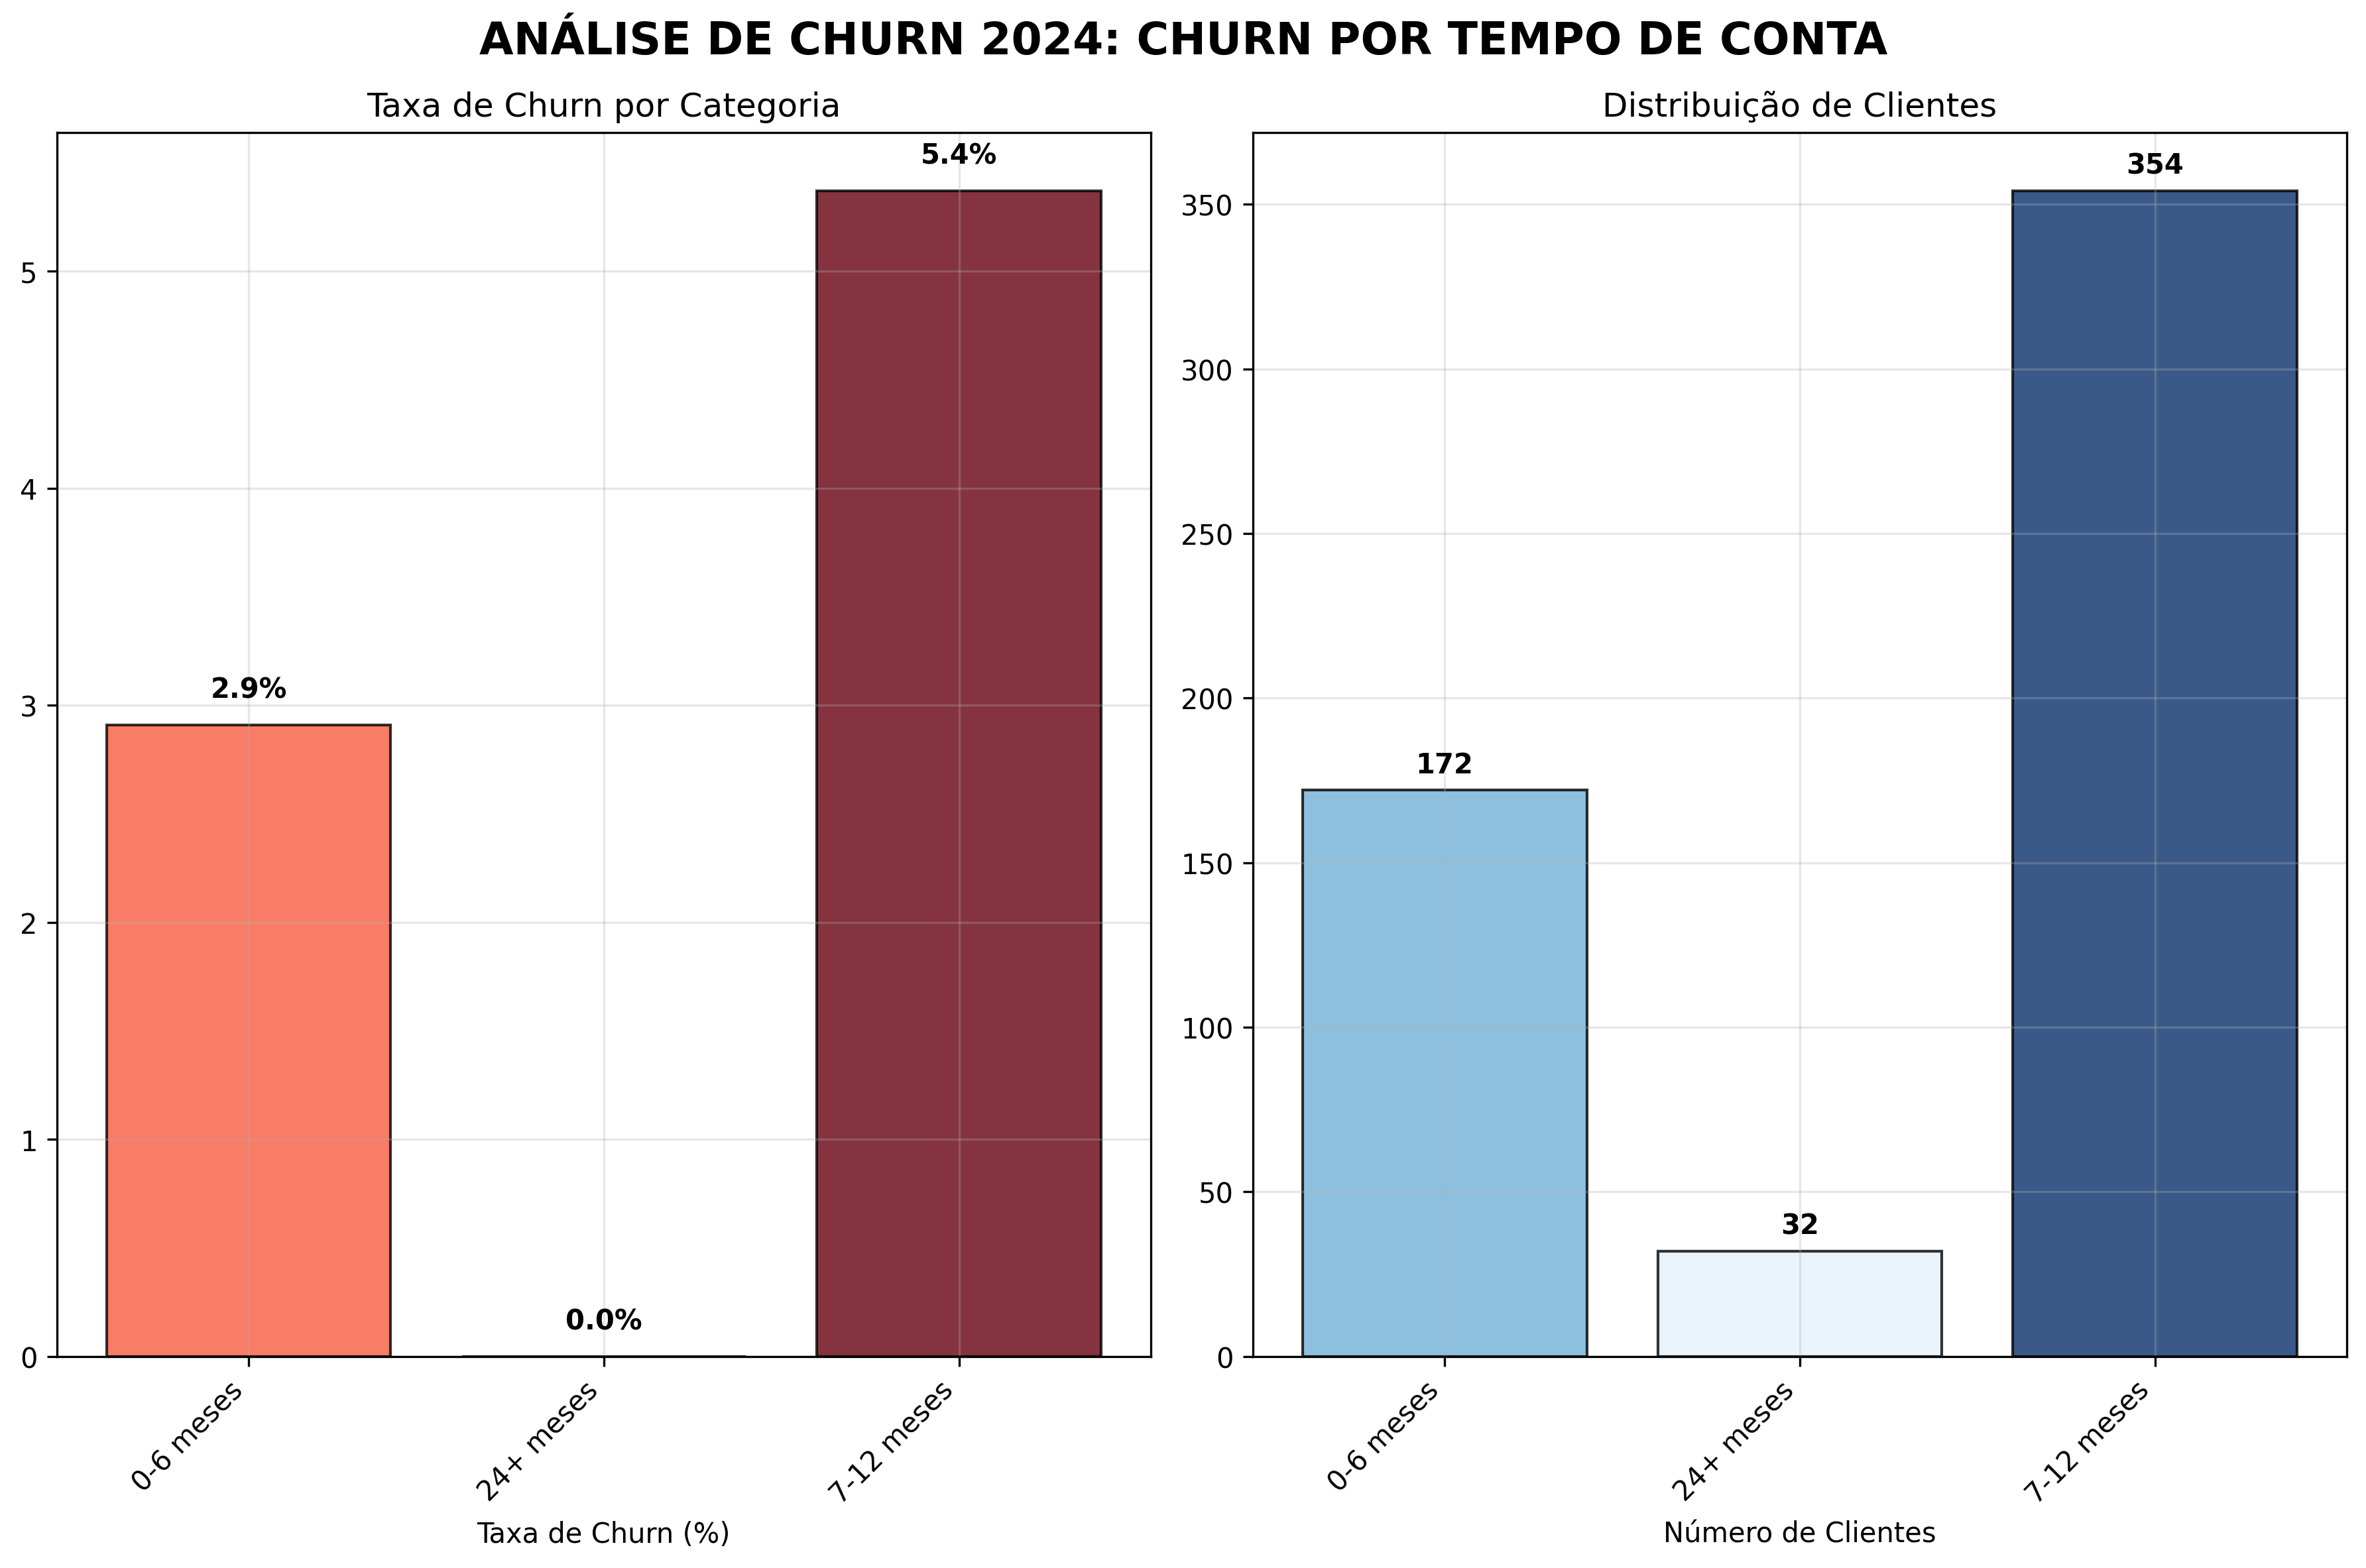 ANÁLISE DE CHURN 2024: CHURN POR TEMPO DE CONTA
Taxa de Churn por Categoria
5.4%
2.9%
0.0%
5
4
3
2
1
0
0-6 meses
24+ meses
7-12 meses
Taxa de Churn (%)
Distribuição de Clientes
354
172
32
350
300
250
200
150
100
50
0
0-6 meses
24+ meses
7-12 meses
Número de Clientes